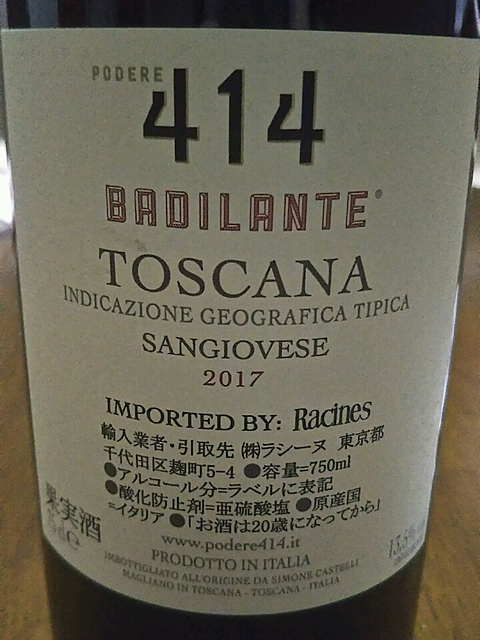 PODERE
414
BADILANTE®
TOSCANA
INDICAZIONE GEOGRAFICA TIPICA
SANGIOVESE
2017
IMPORTED BY: Racines
輸入業者・引取先 ㈱ラシーヌ 東京都
千代田区麹町5-4 ●容量=750ml
●アルコール分=ラベルに表記
●酸化防止剤=亜硫酸塩 ●原産国
=イタリア ●「お酒は20歳になってから」
果実酒
www.podere414.it
PRODOTTO IN ITALIA
IMBOTTIGLIATO ALL'ORIGINE DA SIMONE CASTELLI
MAGLIANO IN TOSCANA - TOSCANA - ITALIA
13.5%